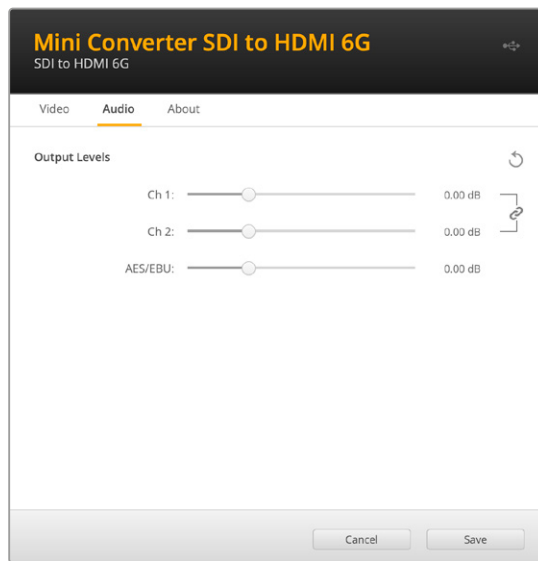 Mini Converter SDI to HDMI 6G
SDI to HDMI 6G
Video Audio About
Output Levels
Ch 1: 0.00 dB
Ch 2: 0.00 dB
AES/EBU: 0.00 dB
Cancel Save